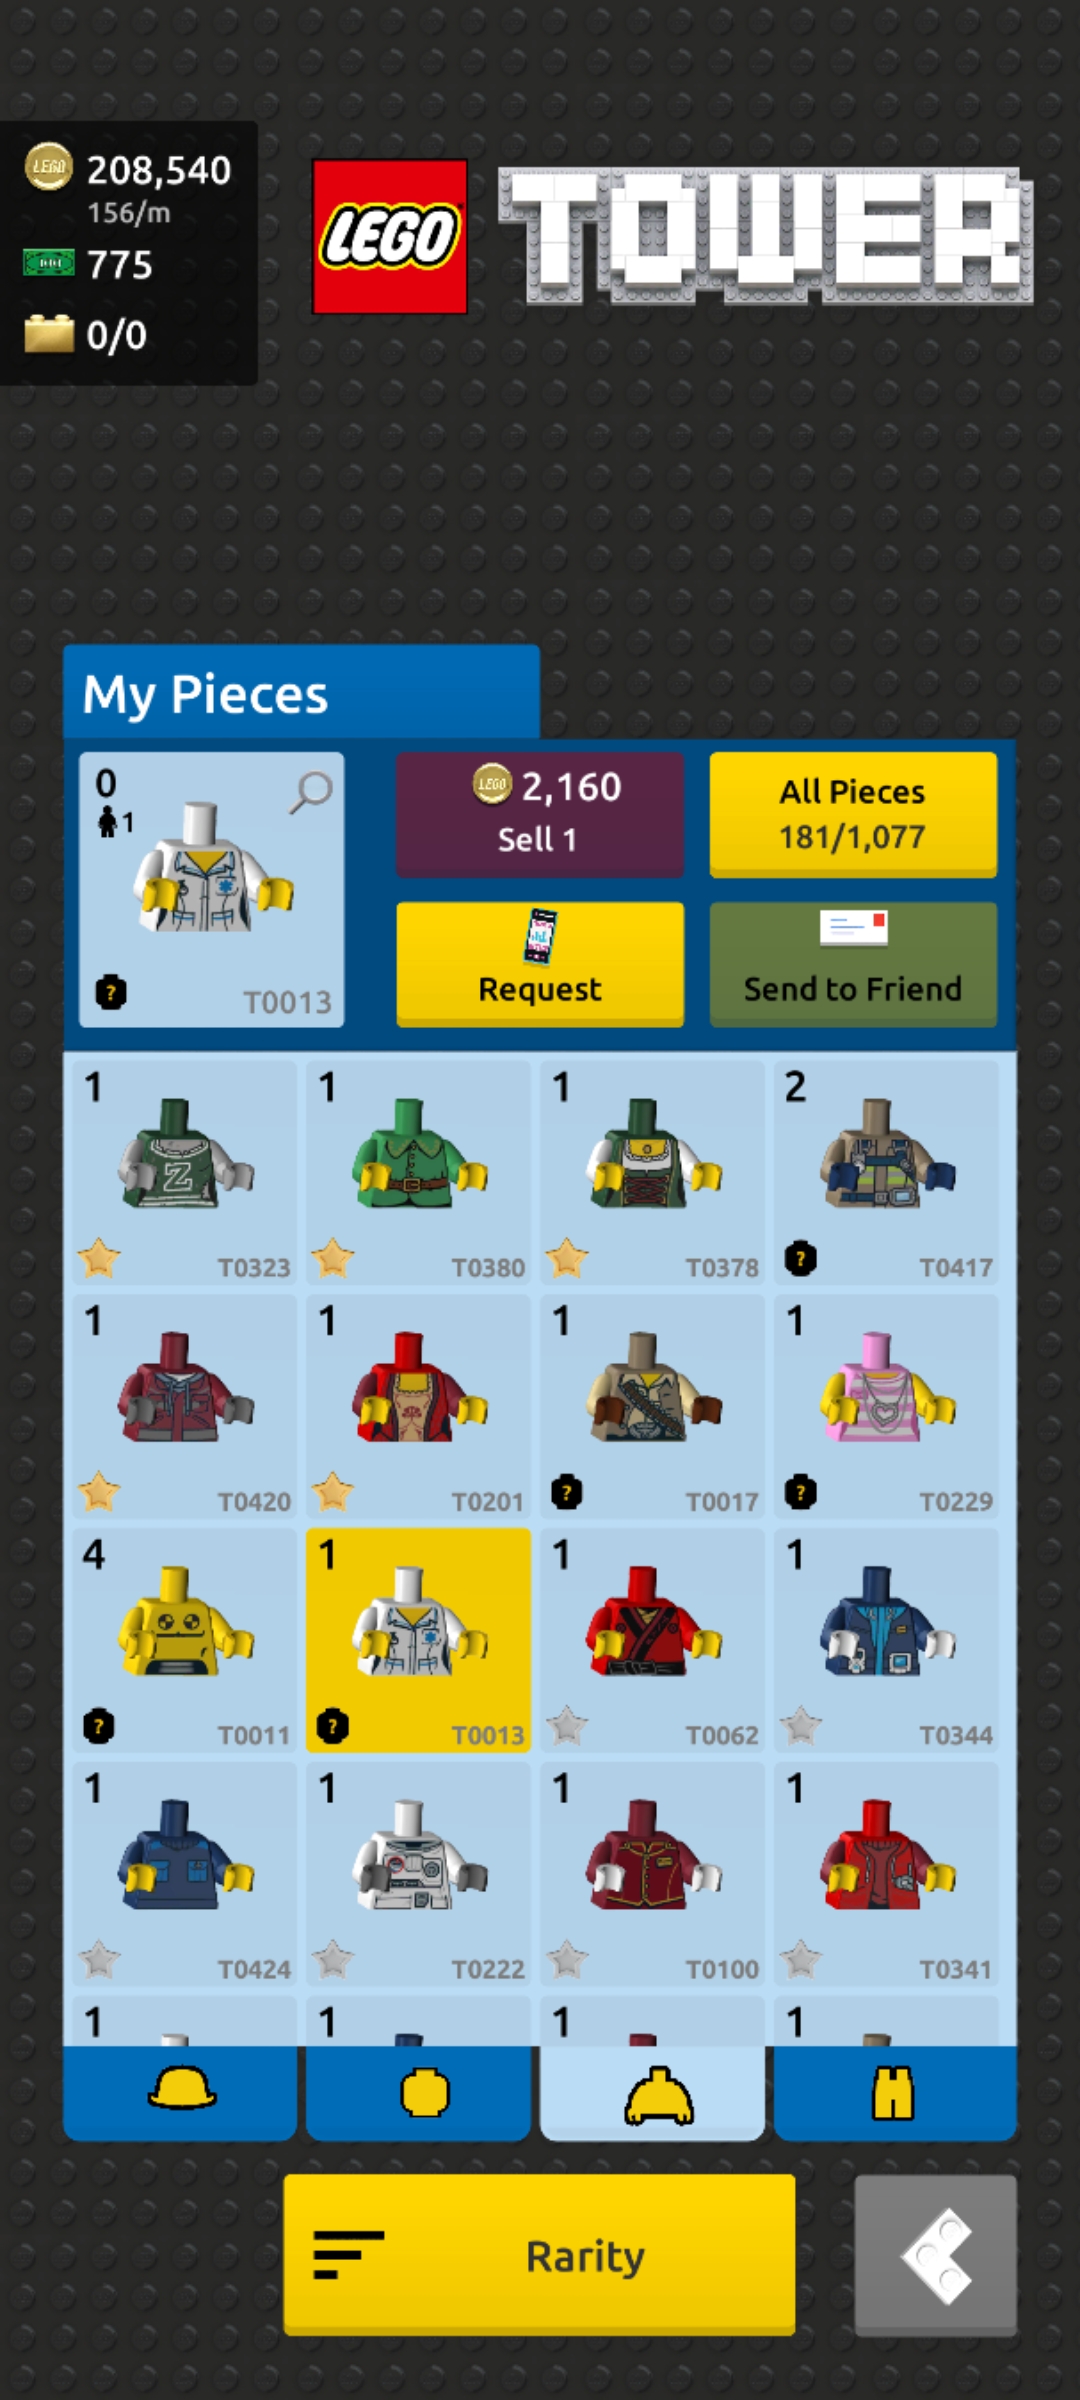 208,540
156/m
775
0/0
LEGO
TOWER
My Pieces
0
1
T0013
2,160
Sell 1
All Pieces
181/1,077
Request
Send to Friend
1
T0323
1
T0380
1
T0378
2
T0417
1
T0420
1
T0201
1
T0017
1
T0229
4
T0011
1
T0013
1
T0062
1
T0344
1
T0424
1
T0222
1
T0100
1
T0341
1
1
1
1
Rarity